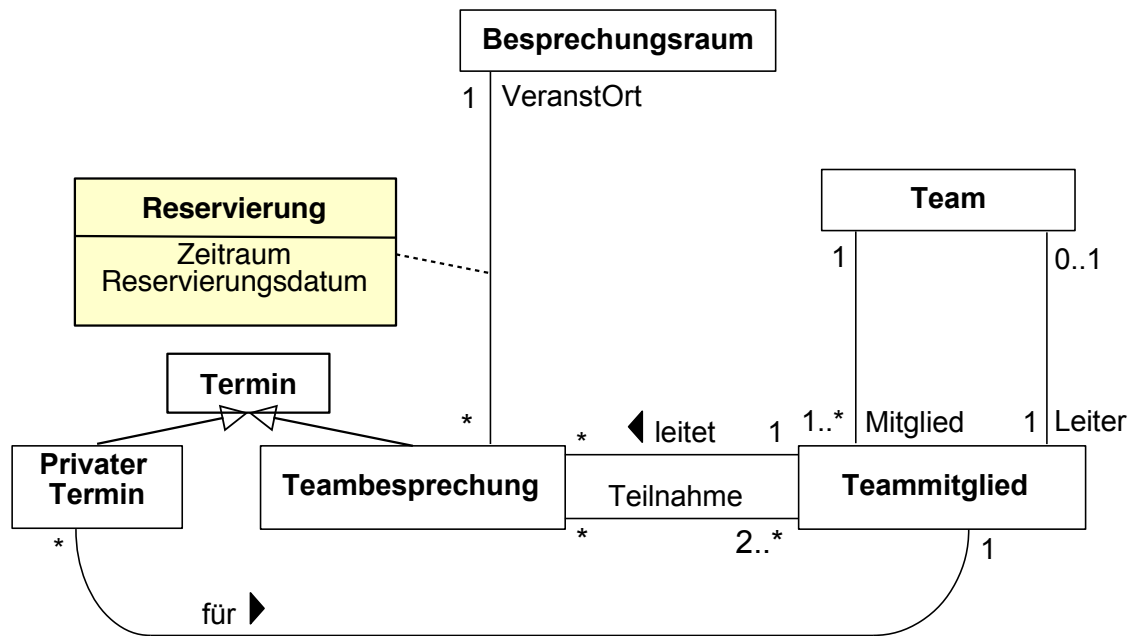 Besprechungsraum
1 VeranstOrt
Reservierung
Zeitraum
Reservierungsdatum
Team
1
0..1
Termin
*
*
◀ leitet
1
1..* Mitglied
1 Leiter
Privater
Termin
Teambesprechung
Teilnahme
Teammitglied
*
*
2..*
1
für ▶